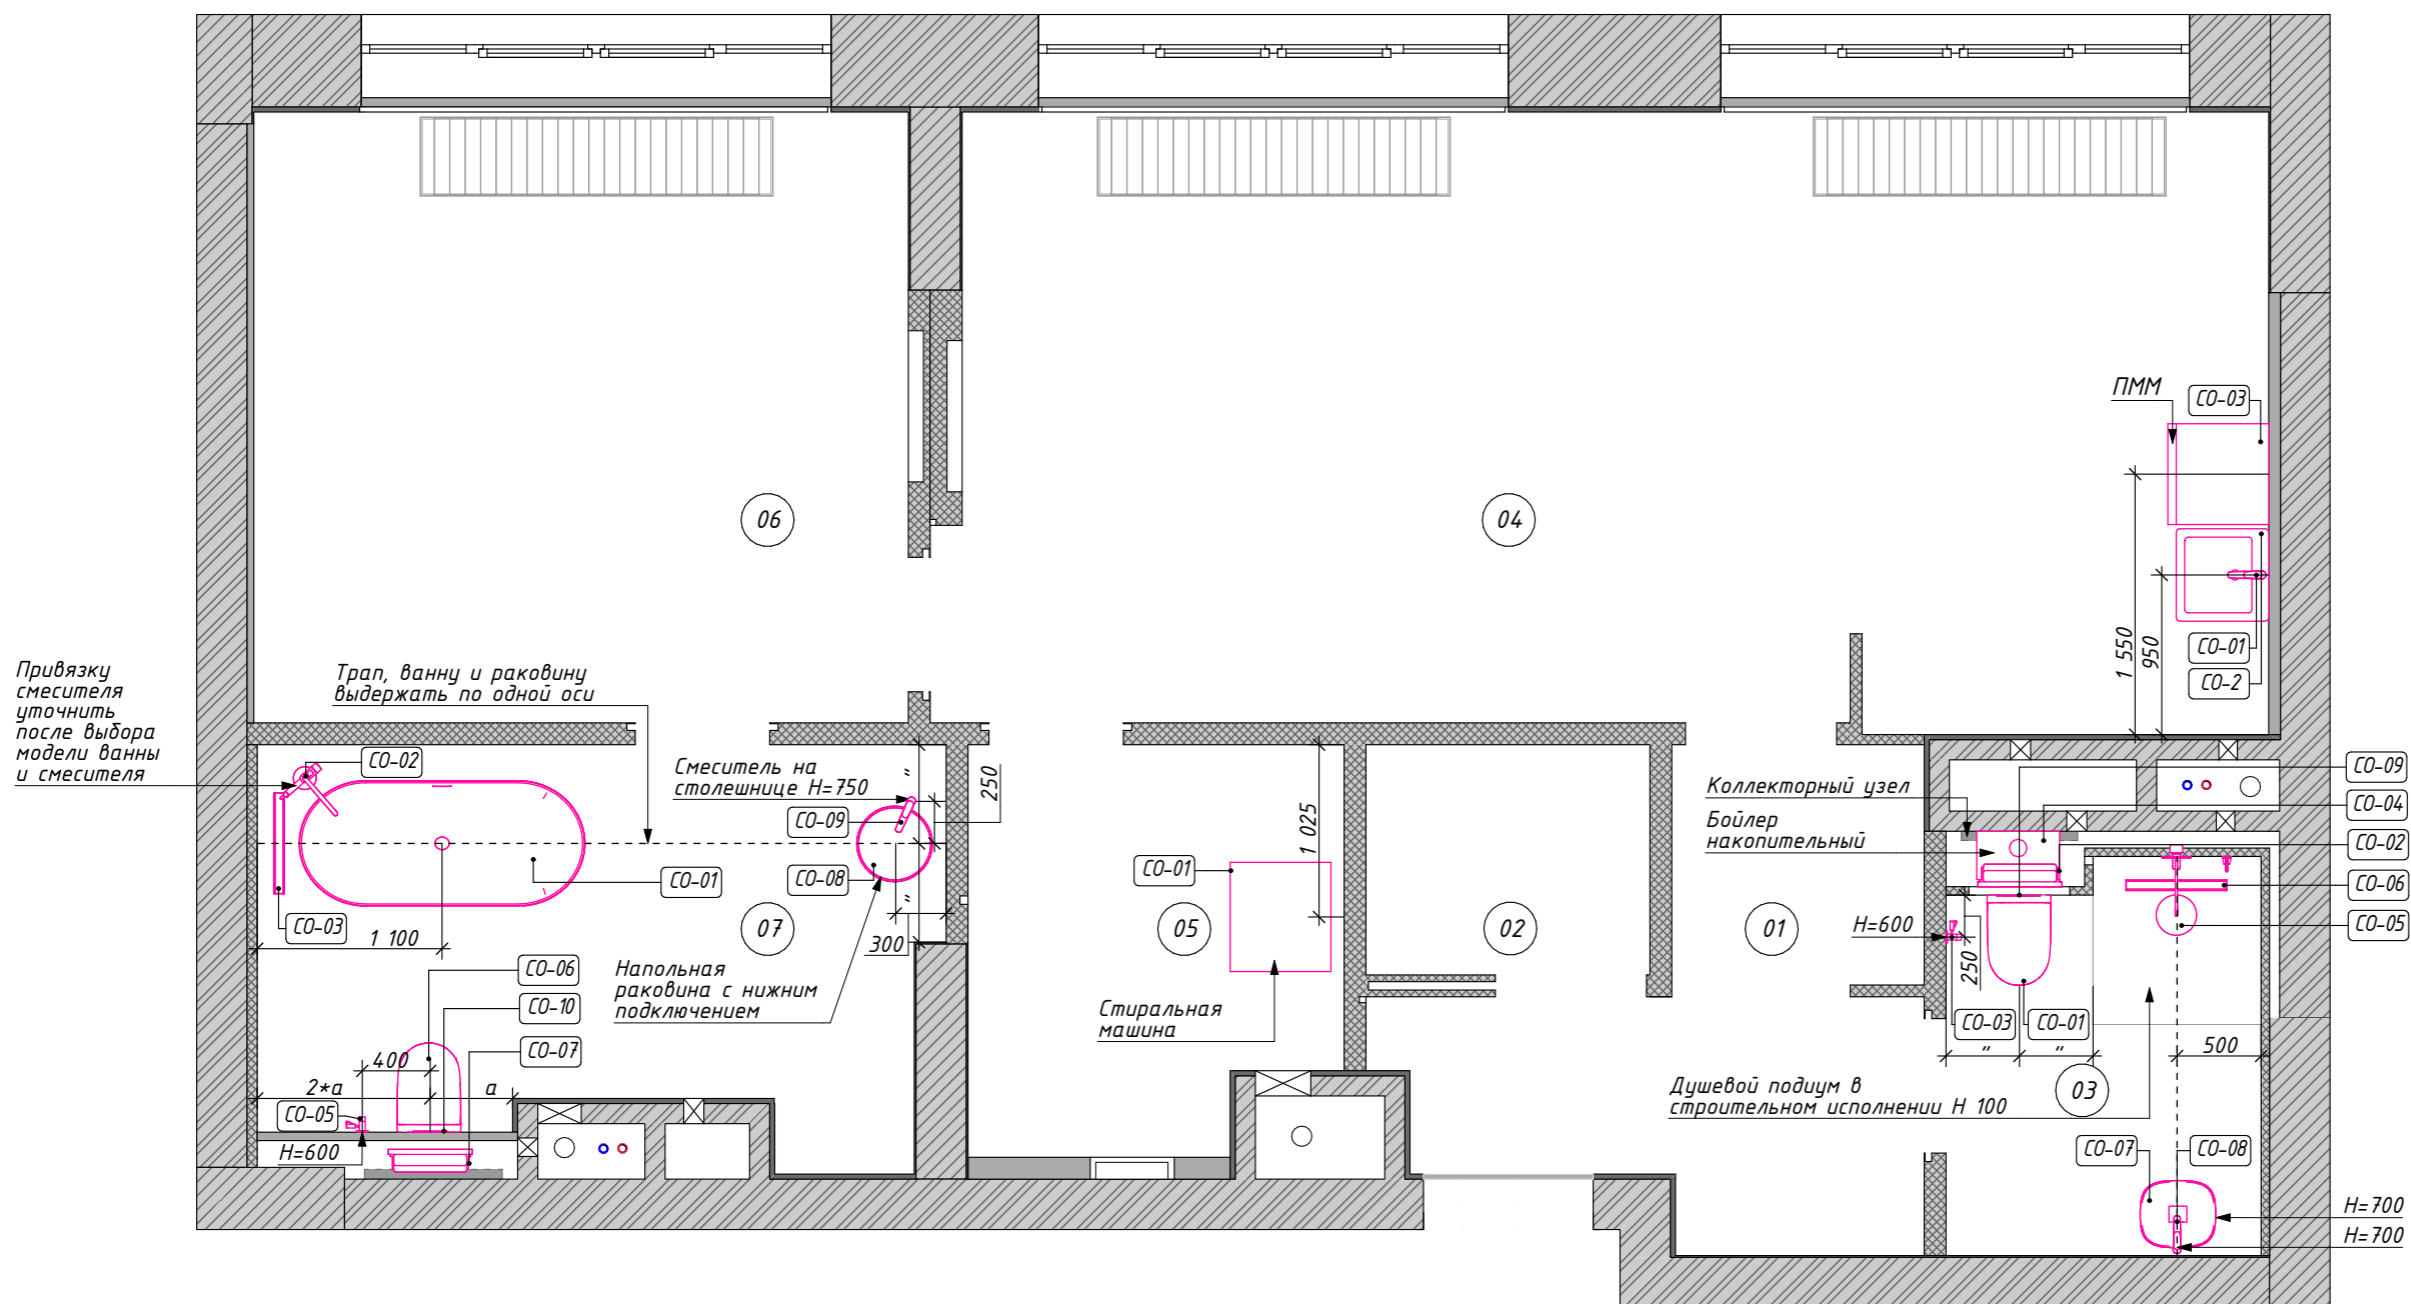 ПММ
СО-03
06
04
1 550
950
СО-01
СО-2
Привязку
смесителя
уточнить
после выбора
модели ванны
и смесителя
Трап, ванну и раковину
выдержать по одной оси
СО-02
Смеситель на
столешнице Н=750
"
250
СО-09
СО-08
"
300
СО-01
СО-03
1 100
07
Напольная
раковина с нижним
подключением
СО-06
СО-10
СО-07
400
2*а
а
СО-05
Н=600
1 025
СО-01
05
Стиральная
машина
02
01
Коллекторный узел
Бойлер
накопительный
СО-09
СО-04
СО-02
СО-06
СО-05
Н=600
250
СО-03
СО-01
"
"
500
03
Душевой подиум в
строительном исполнении Н 100
СО-07
СО-08
Н=700
Н=700